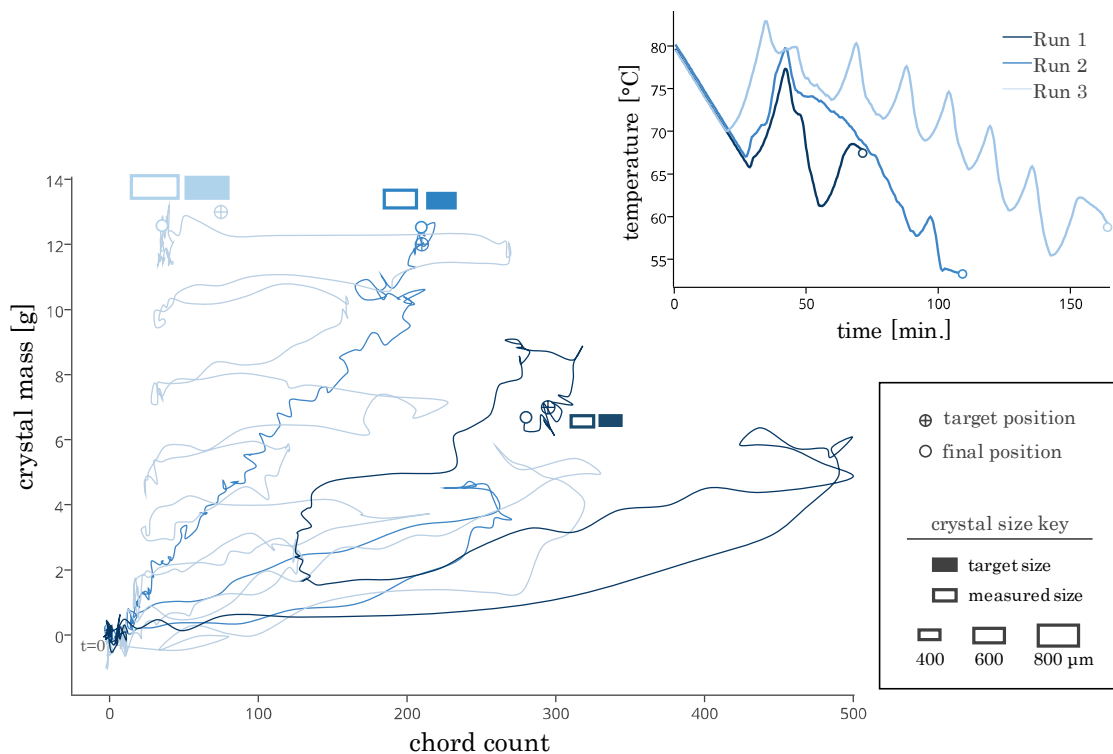 80
75
70
65
60
55
temperature [°C]
0
50
100
150
time [min.]
Run 1
Run 2
Run 3
14
12
10
8
6
4
2
0
crystal mass [g]
t=0
0
100
200
300
400
500
chord count
target position
final position
crystal size key
target size
measured size
400
600
800 µm